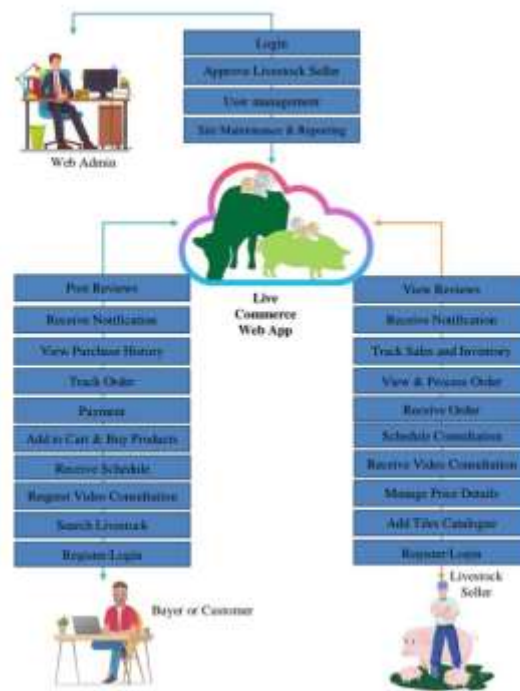 Login
Approve Livestock Seller
User management
Site Maintenance & Reporting
Web Admin
Live
Commerce
Web App
Post Reviews
Receive Notification
View Purchase History
Track Order
Payment
Add to Cart & Buy Products
Receive Schedule
Request Video Consultation
Search Livestock
Register/Login
Buyer or Customer
View Reviews
Receive Notification
Track Sales and Inventory
View & Process Order
Receive Order
Schedule Consultation
Receive Video Consultation
Manage Price Details
Add Tiles Catalogue
Register/Login
Livestock
Seller